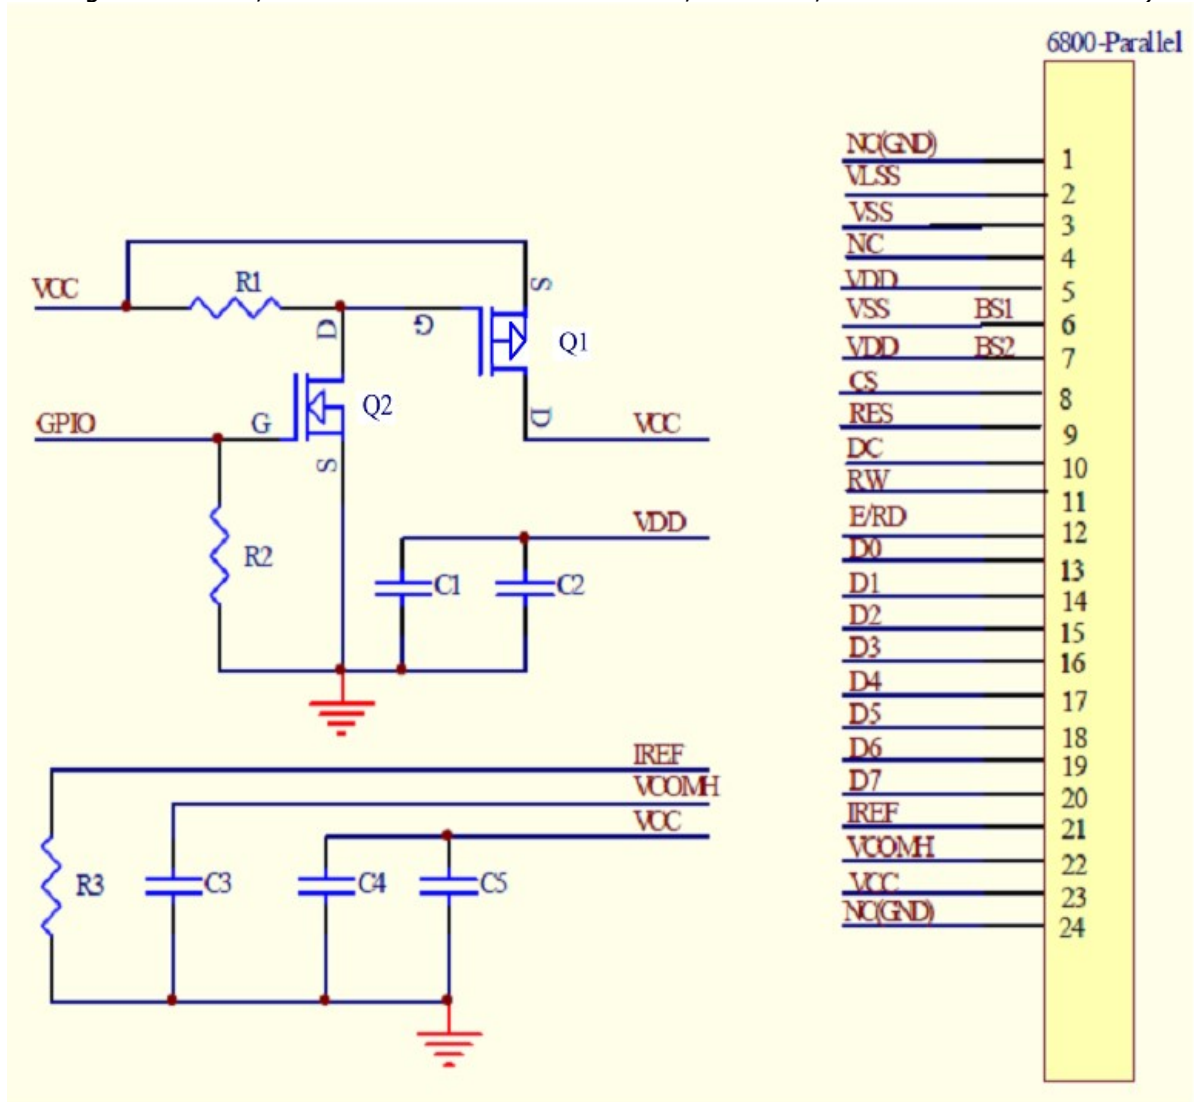 6800-Parallel
NC(GND) 1
VLSS 2
VSS 3
NC 4
VDD 5
VSS BS1 6
VDD BS2 7
CS 8
RES 9
DC 10
RW 11
E/RD 12
D0 13
D1 14
D2 15
D3 16
D4 17
D5 18
D6 19
D7 20
IREF 21
VCOMH 22
VCC 23
NC(GND) 24
VCC
R1
S
D
G
Q1
Q2
GPIO
G
S
D
VCC
R2
VDD
C1
C2
IREF
VCOMH
VCC
R3
C3
C4
C5